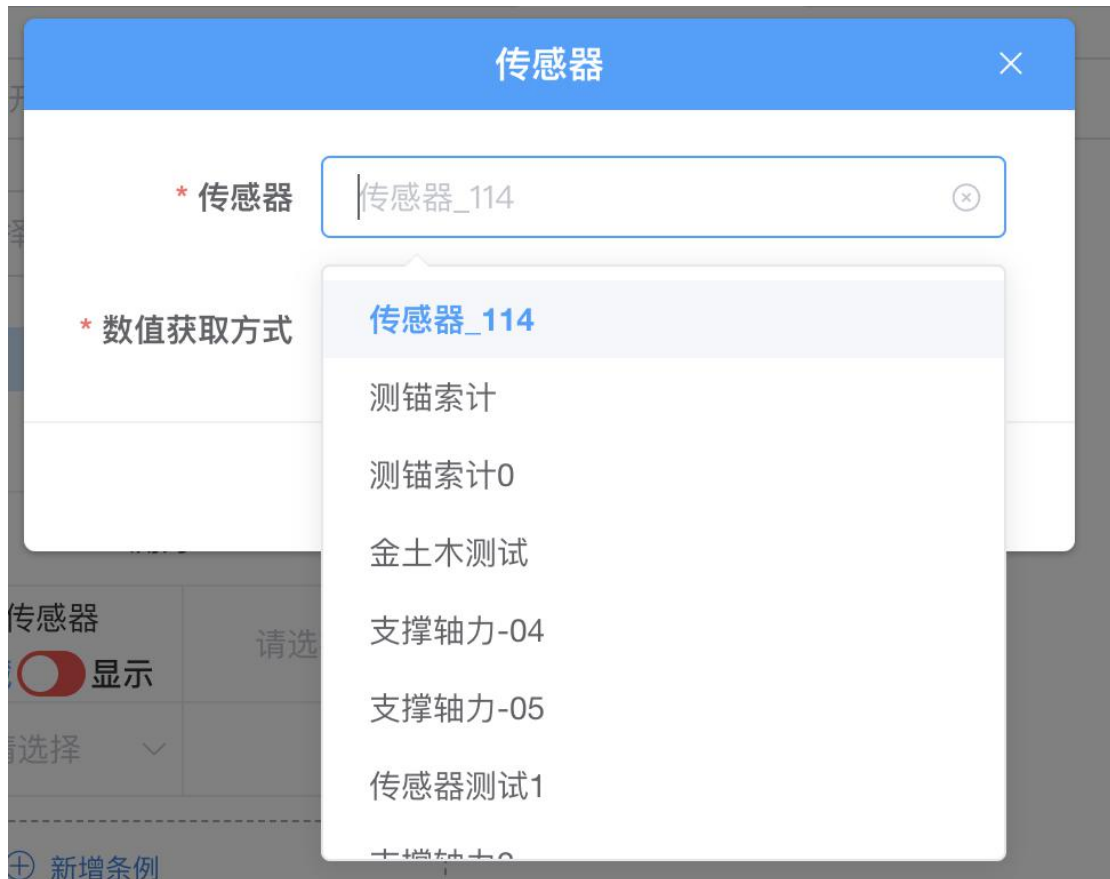 传感器
* 传感器
传感器_114
* 数值获取方式
传感器_114
测锚索计
测锚索计0
金土木测试
支撑轴力-04
支撑轴力-05
传感器测试1
传感器
显示
请选
请选择
新增条例